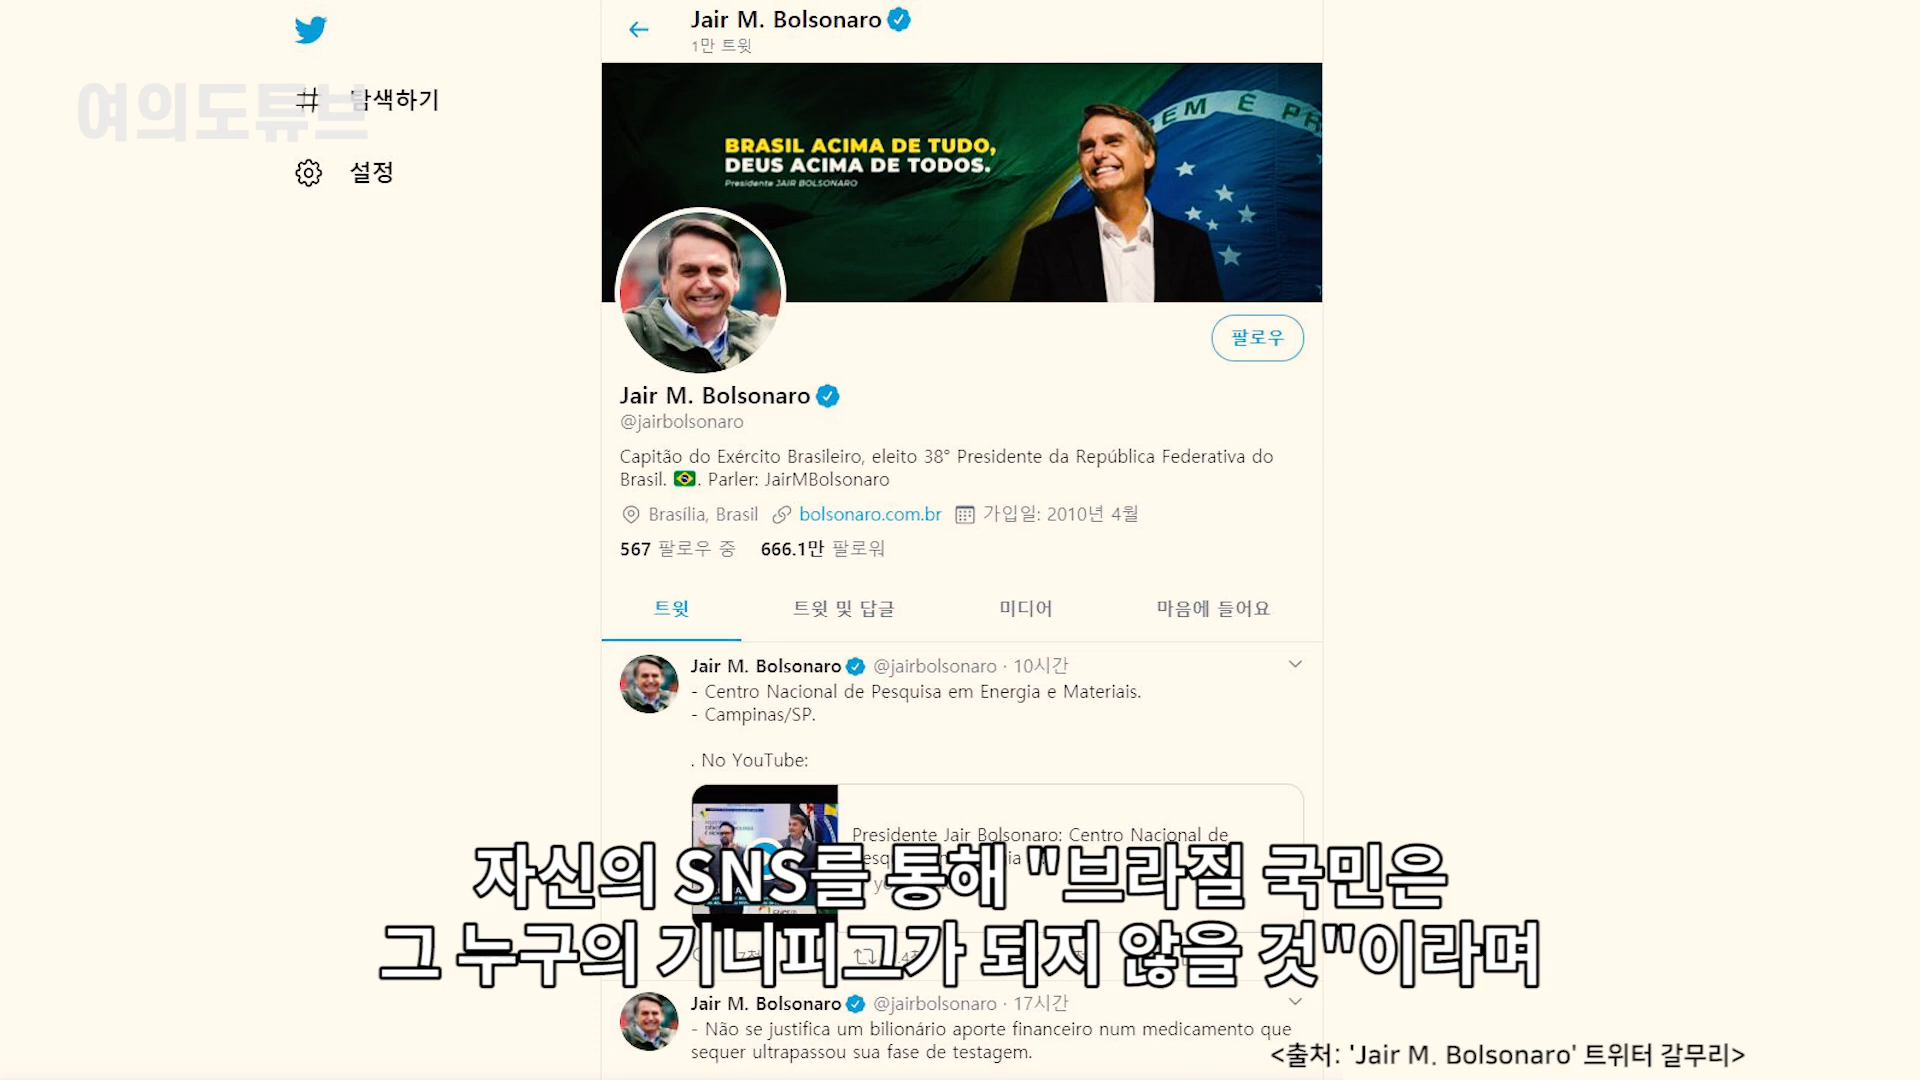 Jair M. Bolsonaro
1만 트윗
여의도튜브
탐색하기
설정
EM É PR
BRASIL ACIMA DE TUDO,
DEUS ACIMA DE TODOS.
Presidente JAIR BOLSONARO
팔로우
Jair M. Bolsonaro
@jairbolsonaro
Capitão do Exército Brasileiro, eleito 38° Presidente da República Federativa do
Brasil. 🇧🇷. Parler: JairMBolsonaro
Brasília, Brasil bolsonaro.com.br 가입일: 2010년 4월
567 팔로우 중 666.1만 팔로워
트윗 트윗 및 답글 미디어 마음에 들어요
Jair M. Bolsonaro @jairbolsonaro · 10시간
- Centro Nacional de Pesquisa em Energia e Materiais.
- Campinas/SP.
. No YouTube:
Presidente Jair Bolsonaro: Centro Nacional de
자신의 SNS를 통해 "브라질 국민은
그 누구의 기니피그가 되지 않을 것"이라며
Jair M. Bolsonaro @jairbolsonaro · 17시간
- Não se justifica um bilionário aporte financeiro num medicamento que
sequer ultrapassou sua fase de testagem.
<출처: 'Jair M. Bolsonaro' 트위터 갈무리>